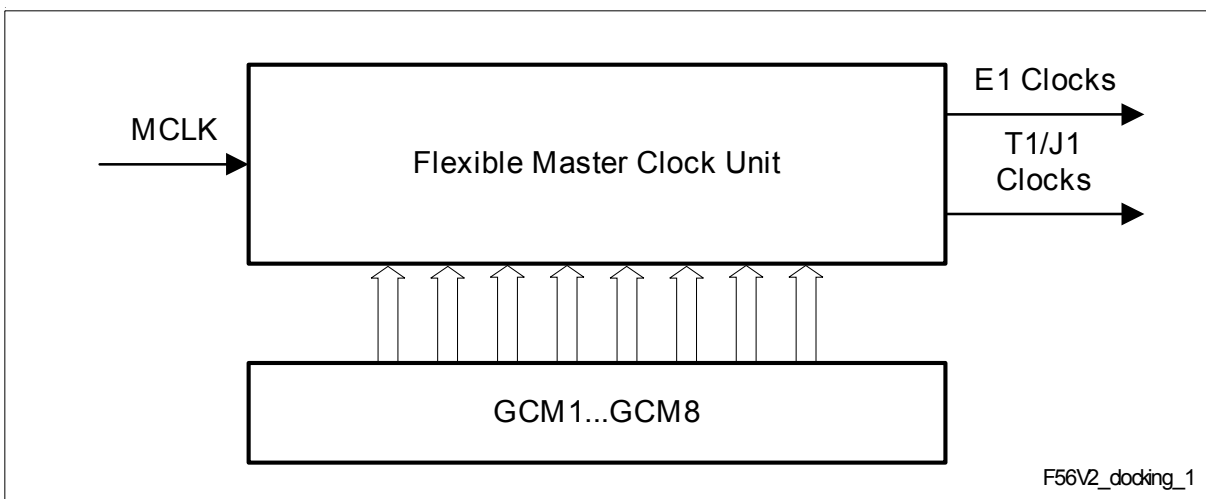 MCLK
Flexible Master Clock Unit
E1 Clocks
T1/J1
Clocks
GCM1...GCM8
F56V2_docking_1